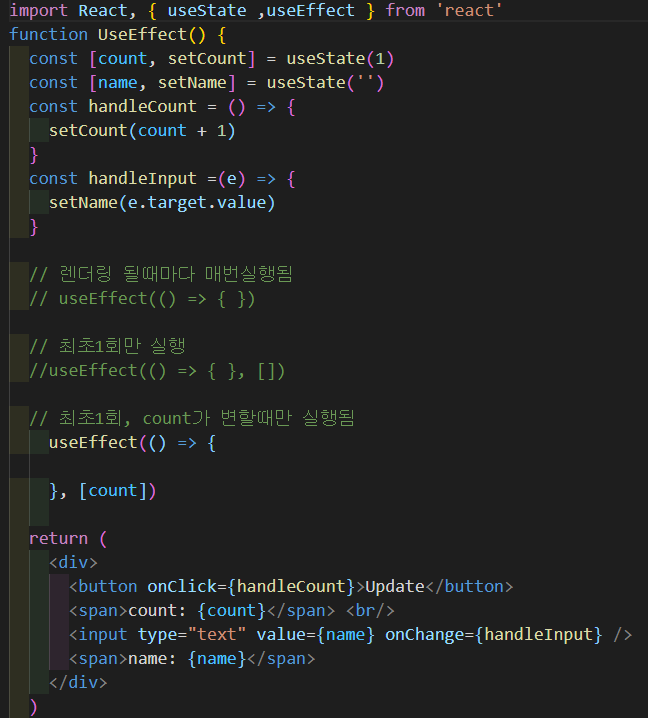 import React, { useState ,useEffect } from 'react'
function UseEffect() {
const [count, setCount] = useState(1)
const [name, setName] = useState('')
const handleCount = () => {
setCount(count + 1)
}
const handleInput =(e) => {
setName(e.target.value)
}
// 렌더링 될때마다 매번실행됨
// useEffect(() => { })
// 최초1회만 실행
//useEffect(() => { }, [])
// 최초1회, count가 변할때만 실행됨
useEffect(() => {
}, [count])
return (
<div>
<button onClick={handleCount}>Update</button>
<span>count: {count}</span> <br/>
<input type="text" value={name} onChange={handleInput} />
<span>name: {name}</span>
</div>
)